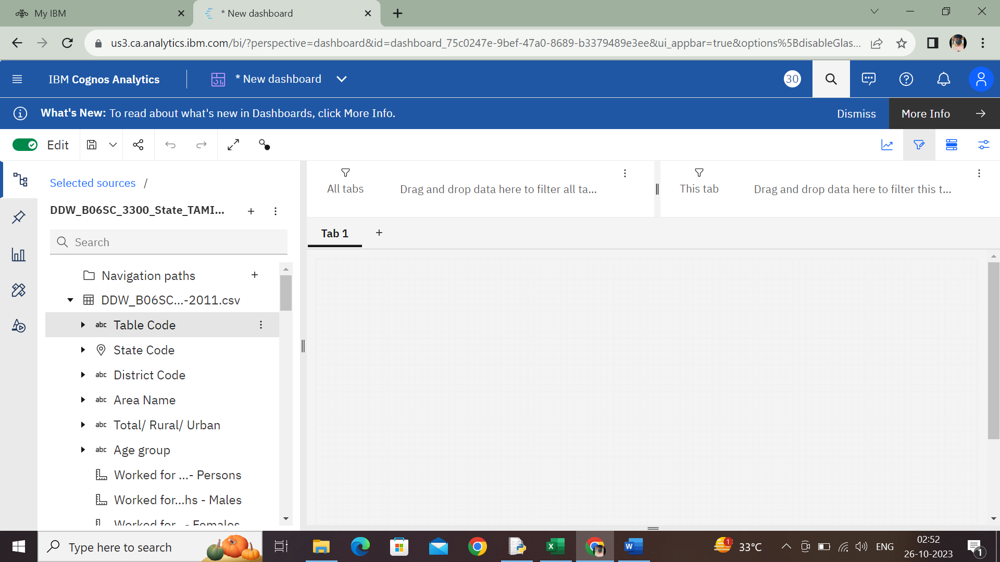 My IBM
* New dashboard
us3.ca.analytics.ibm.com/bi/?perspective=dashboard&id=dashboard_75c0247e-9bef-47a0-8689-b3379489e3ee&ui_appbar=true&options%5BdisableGlas...
IBM Cognos Analytics
* New dashboard
30
What's New: To read about what's new in Dashboards, click More Info.
Dismiss
More Info
Edit
Selected sources /
All tabs
Drag and drop data here to filter all ta...
This tab
Drag and drop data here to filter this t...
DDW_B06SC_3300_State_TAMI...
Tab 1
Search
Navigation paths
DDW_B06SC...-2011.csv
abc Table Code
State Code
abc District Code
abc Area Name
abc Total/ Rural/ Urban
abc Age group
Worked for ...- Persons
Worked for...hs - Males
Worked for...- Females
Type here to search
1
33°C
ENG
02:52
26-10-2023
1